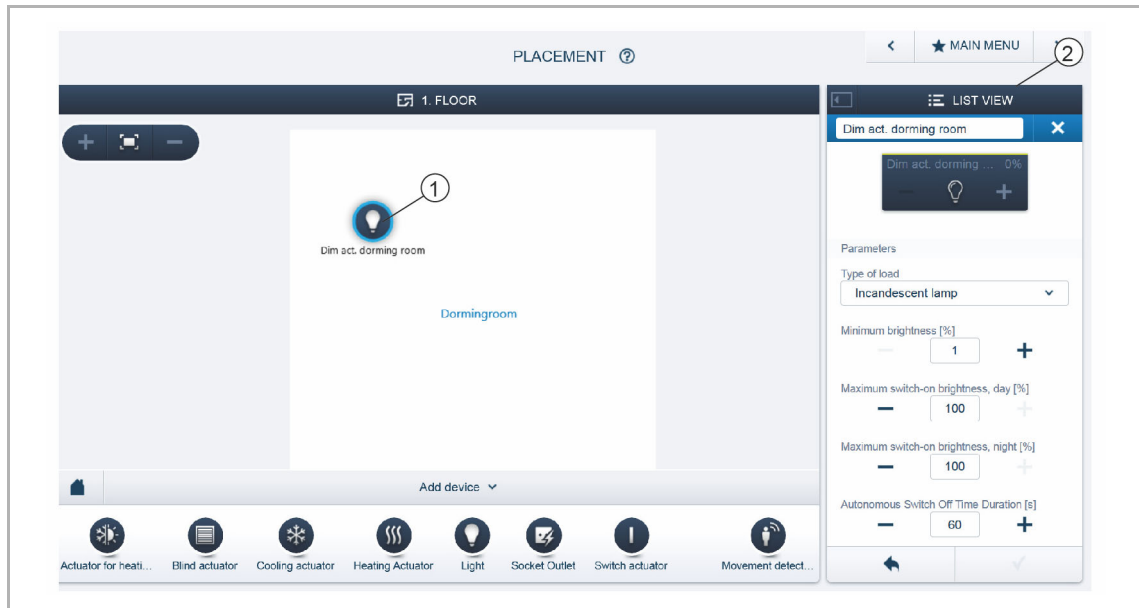 PLACEMENT ?
MAIN MENU
2
1. FLOOR
LIST VIEW
Dim act. dorming room
Dim act. dorming ... 0%
1
Dim act. dorming room
Dormingroom
Parameters
Type of load
Incandescent lamp
Minimum brightness [%]
1
Maximum switch-on brightness, day [%]
100
Maximum switch-on brightness, night [%]
100
Autonomous Switch Off Time Duration [s]
60
Add device
Actuator for heati...
Blind actuator
Cooling actuator
Heating Actuator
Light
Socket Outlet
Switch actuator
Movement detect...